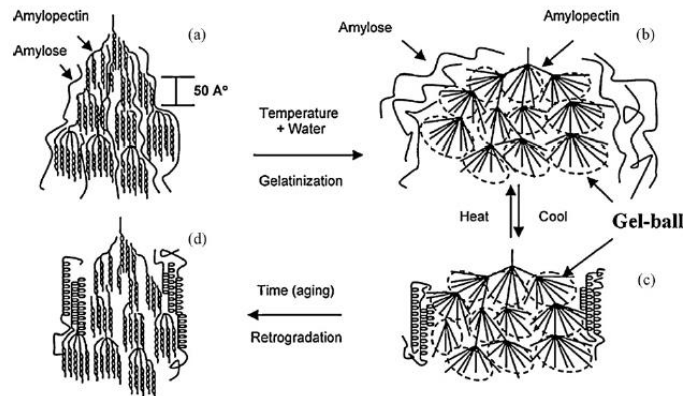 Amylopectin
(a)
Amylose
50 A°
Temperature
+ Water
Gelatinization
Amylose
Amylopectin
(b)
Heat
Cool
Gel-ball
(d)
Time (aging)
Retrogradation
(c)